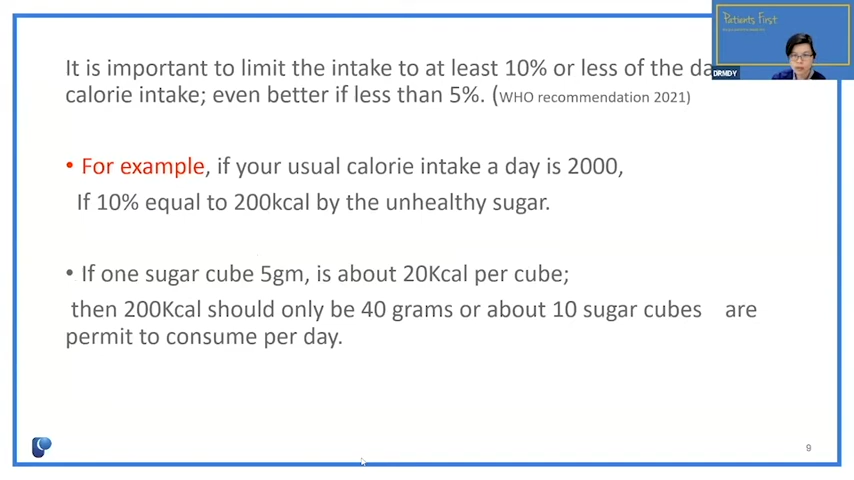 Patients First
DRMDY
It is important to limit the intake to at least 10% or less of the
calorie intake; even better if less than 5%. (WHO recommendation 2021)
• For example, if your usual calorie intake a day is 2000,
If 10% equal to 200kcal by the unhealthy sugar.
• If one sugar cube 5gm, is about 20Kcal per cube;
then 200Kcal should only be 40 grams or about 10 sugar cubes are
permit to consume per day.
9